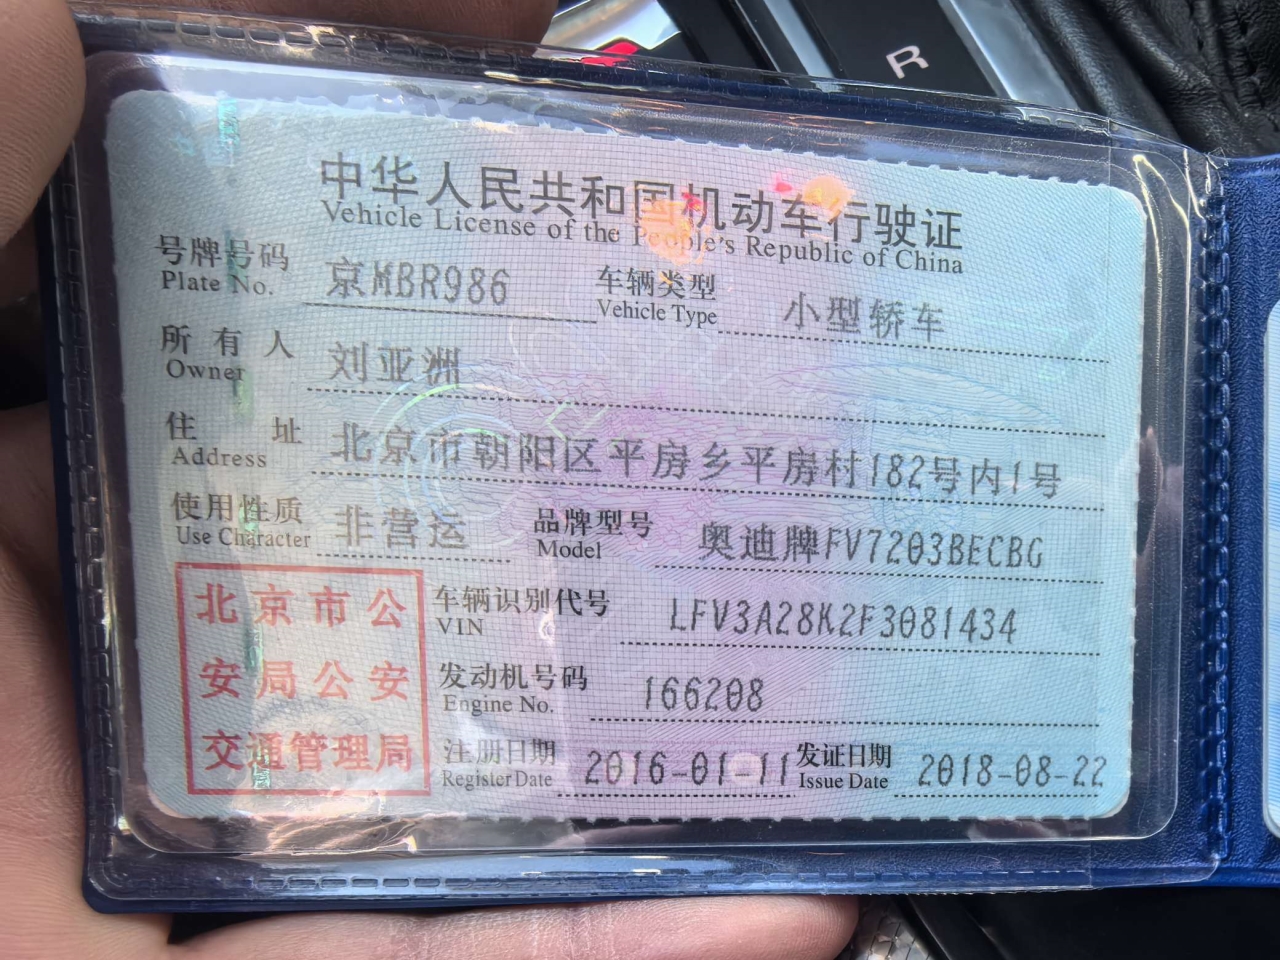 R
中华人民共和国机动车行驶证
Vehicle License of the People's Republic of China
号牌号码 京MBR986 车辆类型 小型轿车
Plate No. Vehicle Type
所有人 刘亚洲
Owner
住址 北京市朝阳区平房乡平房村182号内1号
Address
使用性质 非营运 品牌型号 奥迪牌FV7203BECBG
Use Character Model
北京市公 车辆识别代号 LFV3A28K2F3081434
VIN
安局公安 发动机号码 166208
Engine No.
交通管理局 注册日期 2016-01-11 发证日期 2018-08-22
Register Date Issue Date